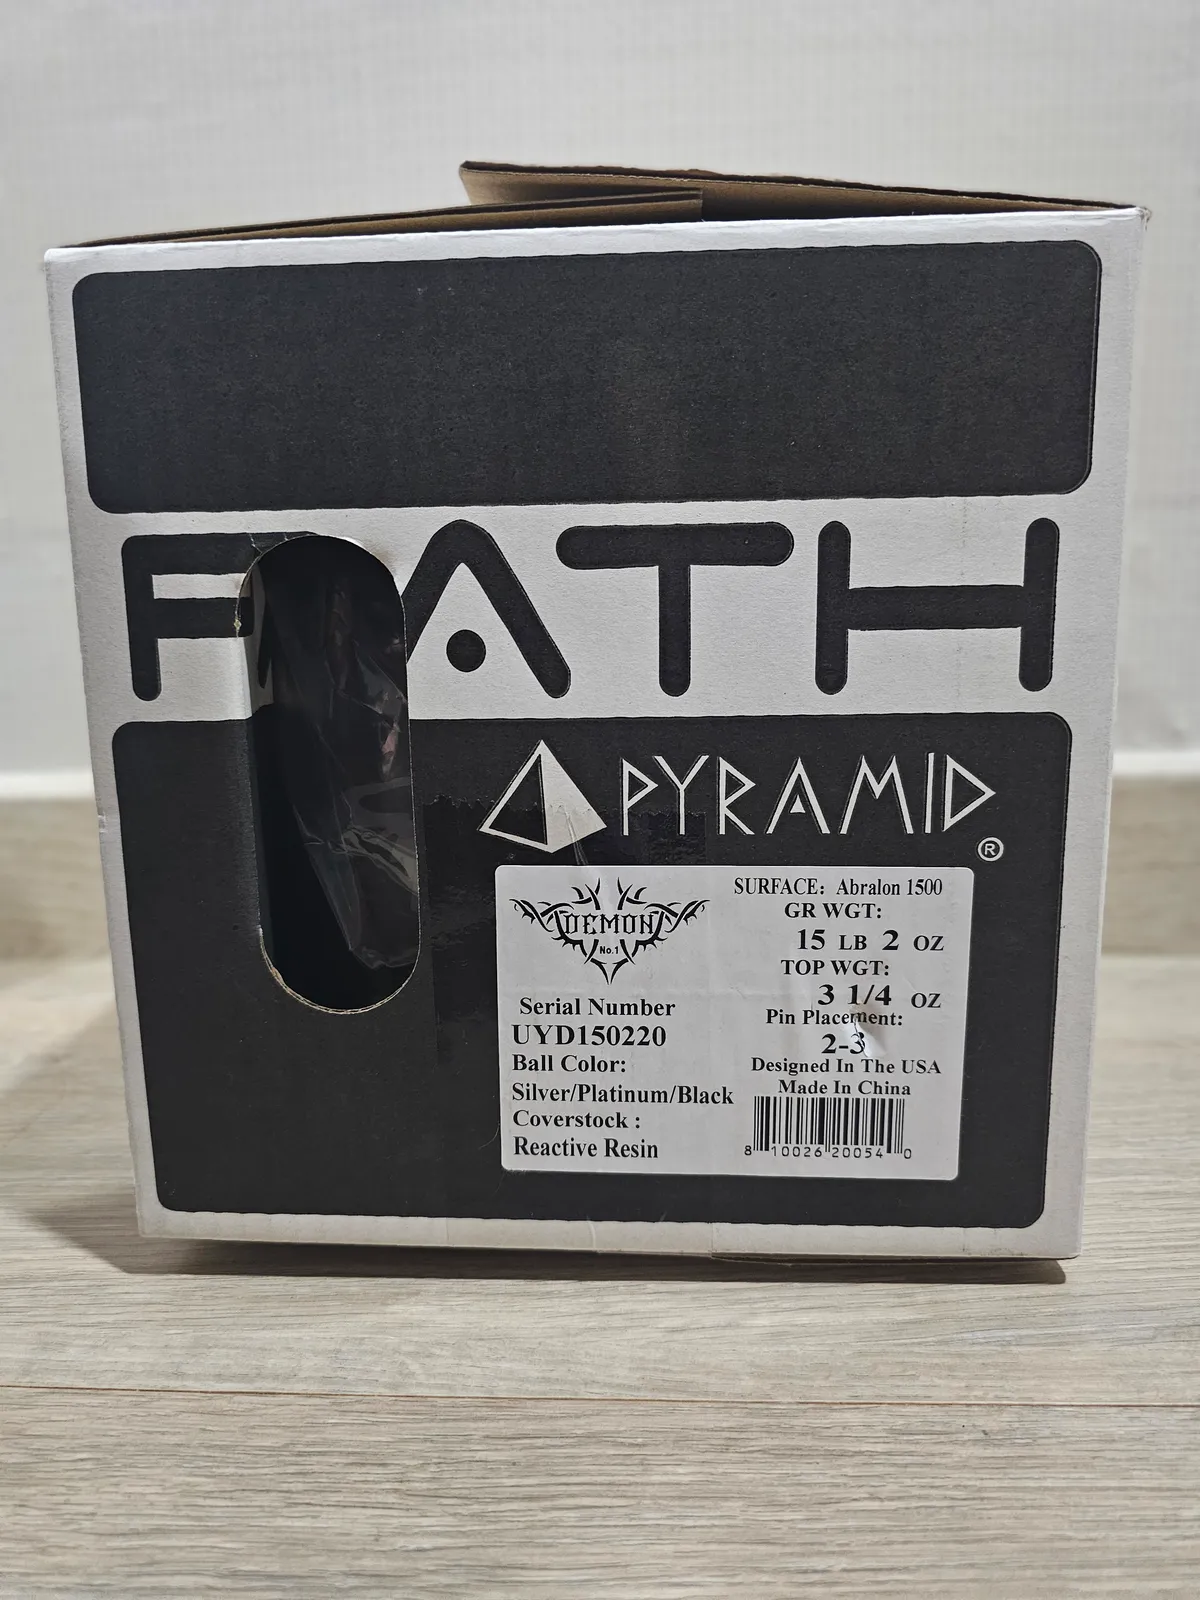 PATH
PYRAMID
®
DEMON
No.1
Serial Number
UYD150220
Ball Color:
Silver/Platinum/Black
Coverstock :
Reactive Resin
SURFACE: Abralon 1500
GR WGT:
15 LB 2 OZ
TOP WGT:
3 1/4 OZ
Pin Placement:
2-3
Designed In The USA
Made In China
8 10026 20054 0